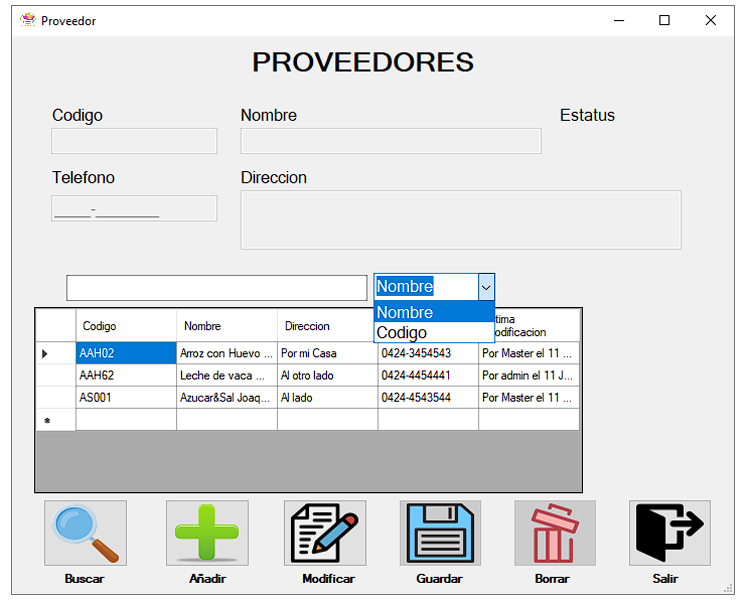 Proveedor
PROVEEDORES
Codigo
Nombre
Estatus
Telefono
Direccion
_____-_________
Nombre
Nombre
Codigo
Codigo Nombre Direccion tima
odificacion
AAH02 Arroz con Huevo ... Por mi Casa 0424-3454543 Por Master el 11 ...
AAH62 Leche de vaca ... Al otro lado 0424-4454441 Por admin el 11 J...
AS001 Azucar&Sal Joaq... Al lado 0424-4543544 Por Master el 11 ...
Buscar Añadir Modificar Guardar Borrar Salir